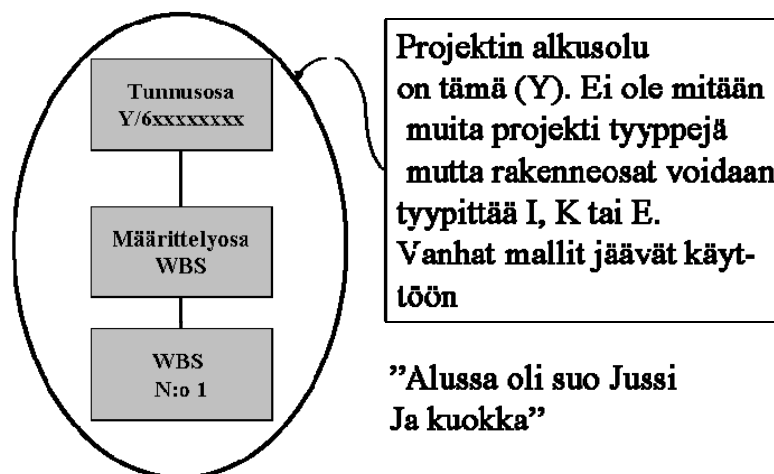 Tunnusosa
Y/6xxxxxxxx
Määrittelyosa
WBS
WBS
N:o 1
Projektin alkusolu
on tämä (Y). Ei ole mitään
muita projekti tyyppejä
mutta rakenneosat voidaan
tyypittää I, K tai E.
Vanhat mallit jäävät käyt-
töön
”Alussa oli suo Jussi
Ja kuokka”